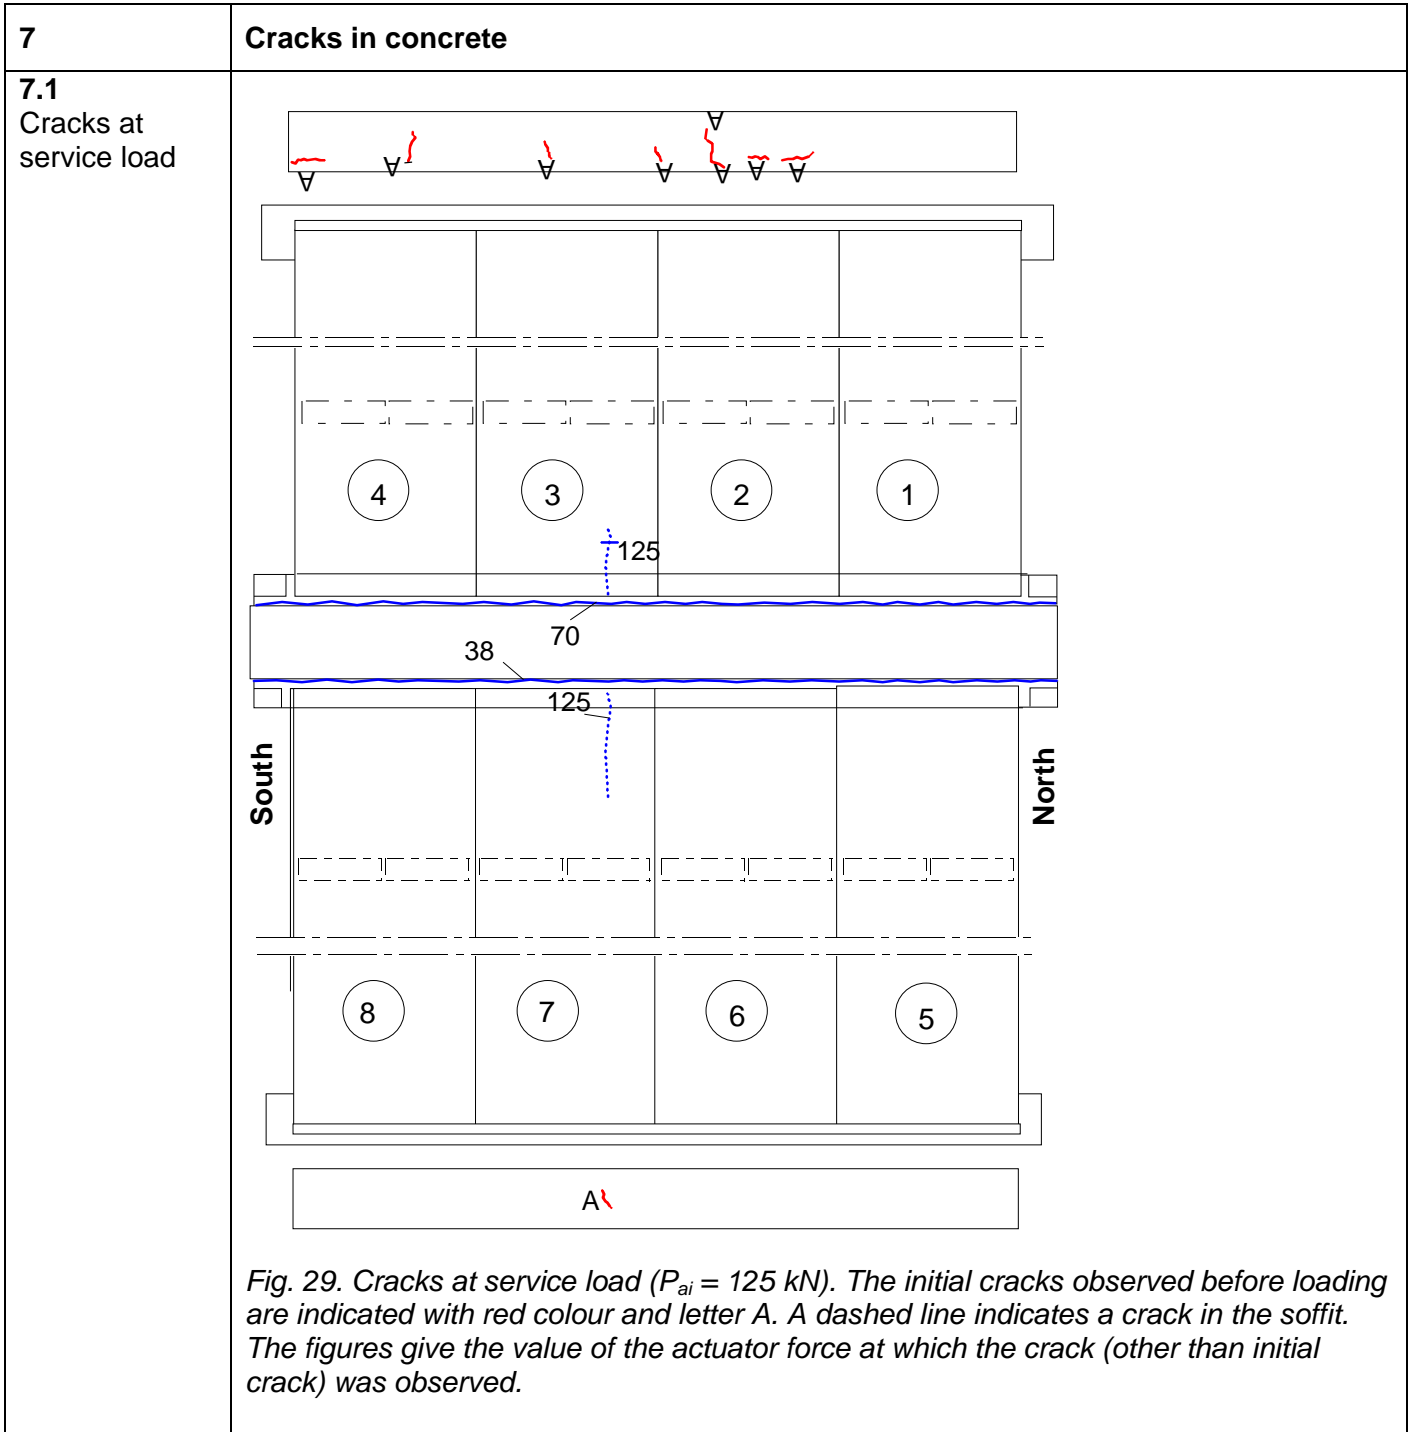 7
Cracks in concrete
7.1
Cracks at
service load
A
A
A
A
A
A
A
A
4
3
2
1
125
70
38
125
South
North
8
7
6
5
A
Fig. 29. Cracks at service load (Pai = 125 kN). The initial cracks observed before loading
are indicated with red colour and letter A. A dashed line indicates a crack in the soffit.
The figures give the value of the actuator force at which the crack (other than initial
crack) was observed.